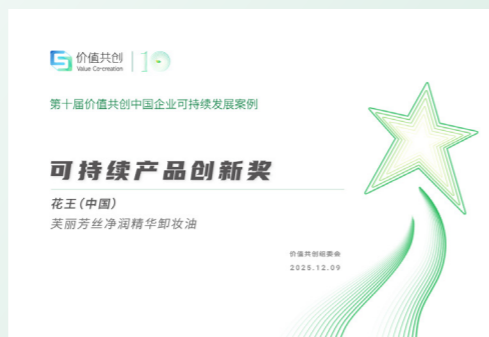 价值共创
Value Co-creation
10
第十届价值共创中国企业可持续发展案例
可持续产品创新奖
花王(中国)
芙丽芳丝净润精华卸妆油
价值共创组委会
2025.12.09